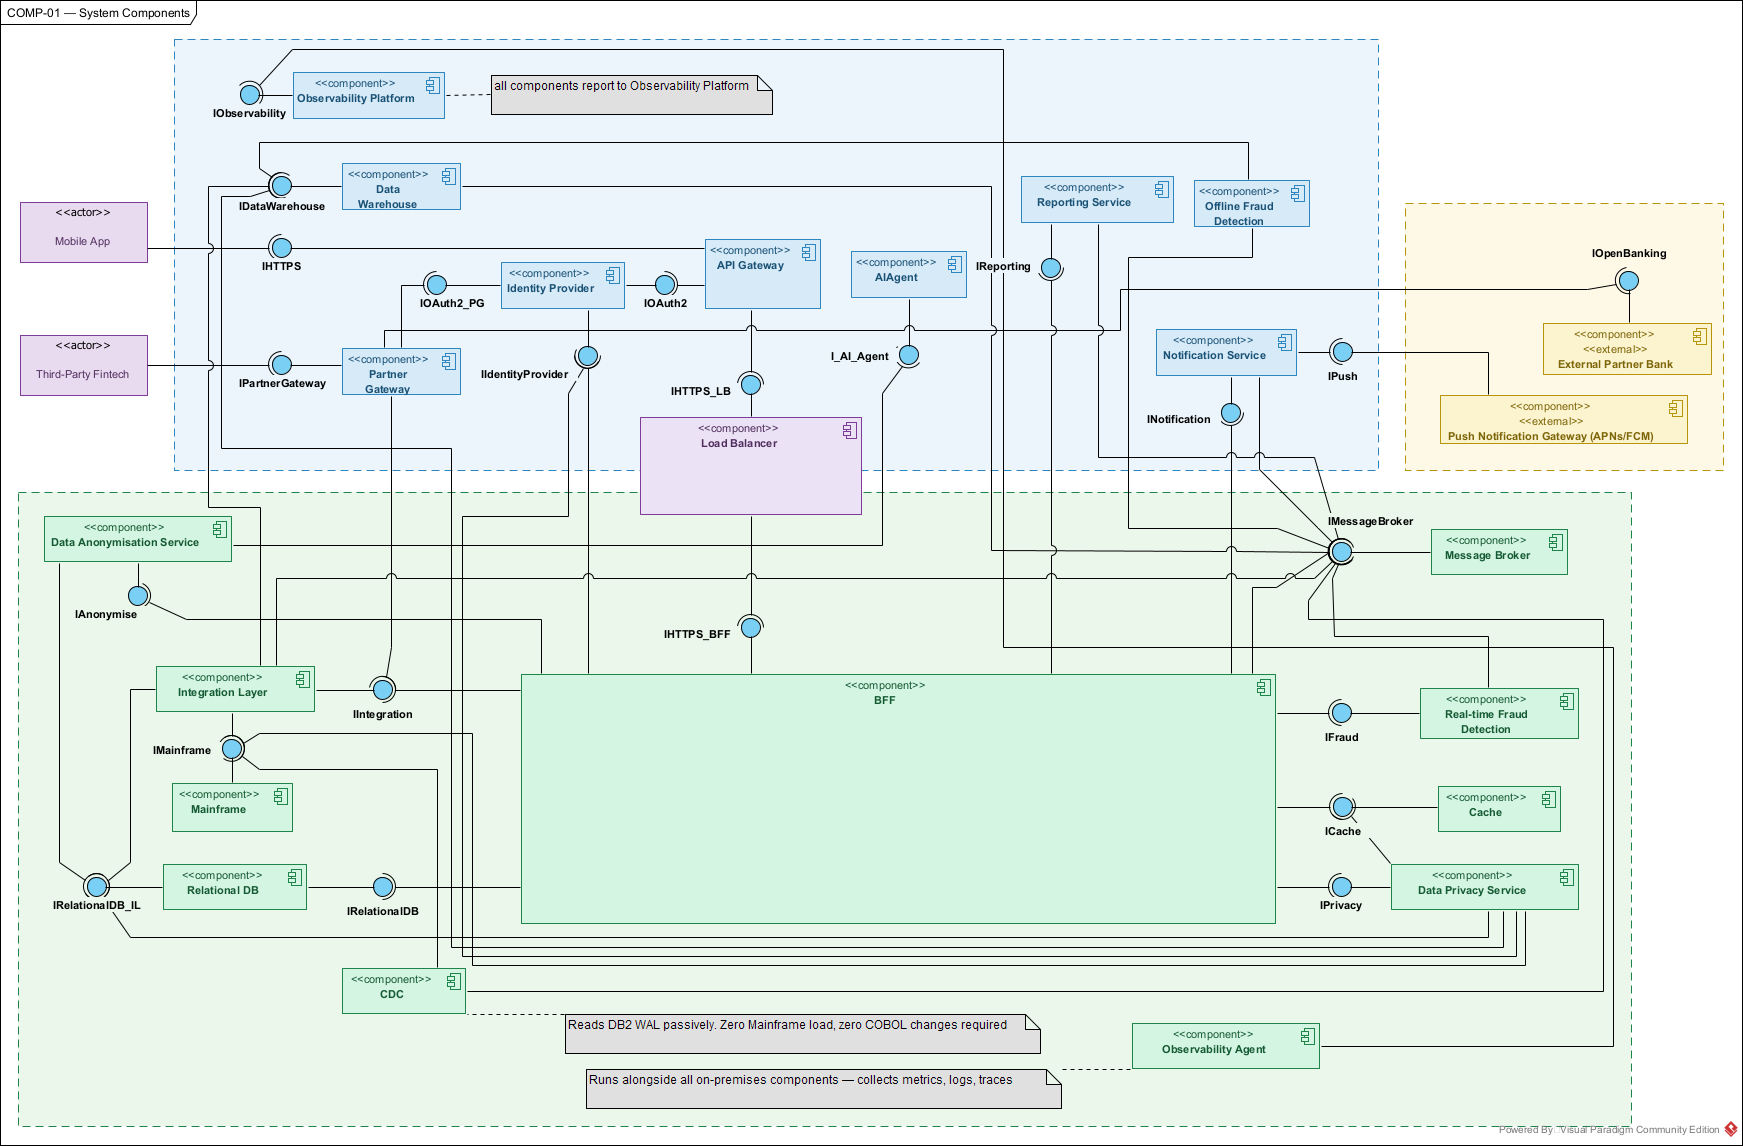 COMP-01 — System Components
<<component>>
Observability Platform
all components report to Observability Platform
IObservability
<<component>>
Data
Warehouse
IDataWarehouse
<<component>>
Reporting Service
<<component>>
Offline Fraud
Detection
<<actor>>
Mobile App
IHTTPS
<<component>>
API Gateway
<<component>>
AIAgent
IReporting
IOpenBanking
<<component>>
Identity Provider
IOAuth2_PG
IOAuth2
<<actor>>
Third-Party Fintech
IPartnerGateway
<<component>>
Partner
Gateway
IIdentityProvider
I_AI_Agent
IHTTPS_LB
<<component>>
Notification Service
IPush
INotification
<<component>>
<<external>>
External Partner Bank
<<component>>
<<external>>
Push Notification Gateway (APNs/FCM)
<<component>>
Load Balancer
<<component>>
Data Anonymisation Service
IMessageBroker
<<component>>
Message Broker
IAnonymise
IHTTPS_BFF
<<component>>
Integration Layer
IIntegration
<<component>>
BFF
IFraud
<<component>>
Real-time Fraud
Detection
IMainframe
<<component>>
Mainframe
ICache
<<component>>
Cache
IRelationalDB_IL
<<component>>
Relational DB
IRelationalDB
IPrivacy
<<component>>
Data Privacy Service
<<component>>
CDC
Reads DB2 WAL passively. Zero Mainframe load, zero COBOL changes required
<<component>>
Observability Agent
Runs alongside all on-premises components — collects metrics, logs, traces
Powered By: Visual Paradigm Community Edition